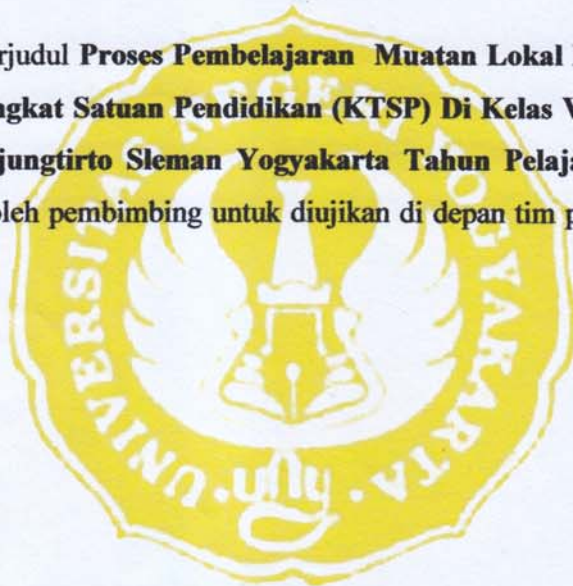 erjudul Proses Pembelajaran Muatan Lokal
ngkat Satuan Pendidikan (KTSP) Di Kelas V
jungtirto Sleman Yogyakarta Tahun Pelaja
oleh pembimbing untuk diujikan di depan tim p
UNIVERSITAS NEGERI YOGYAKARTA
uny